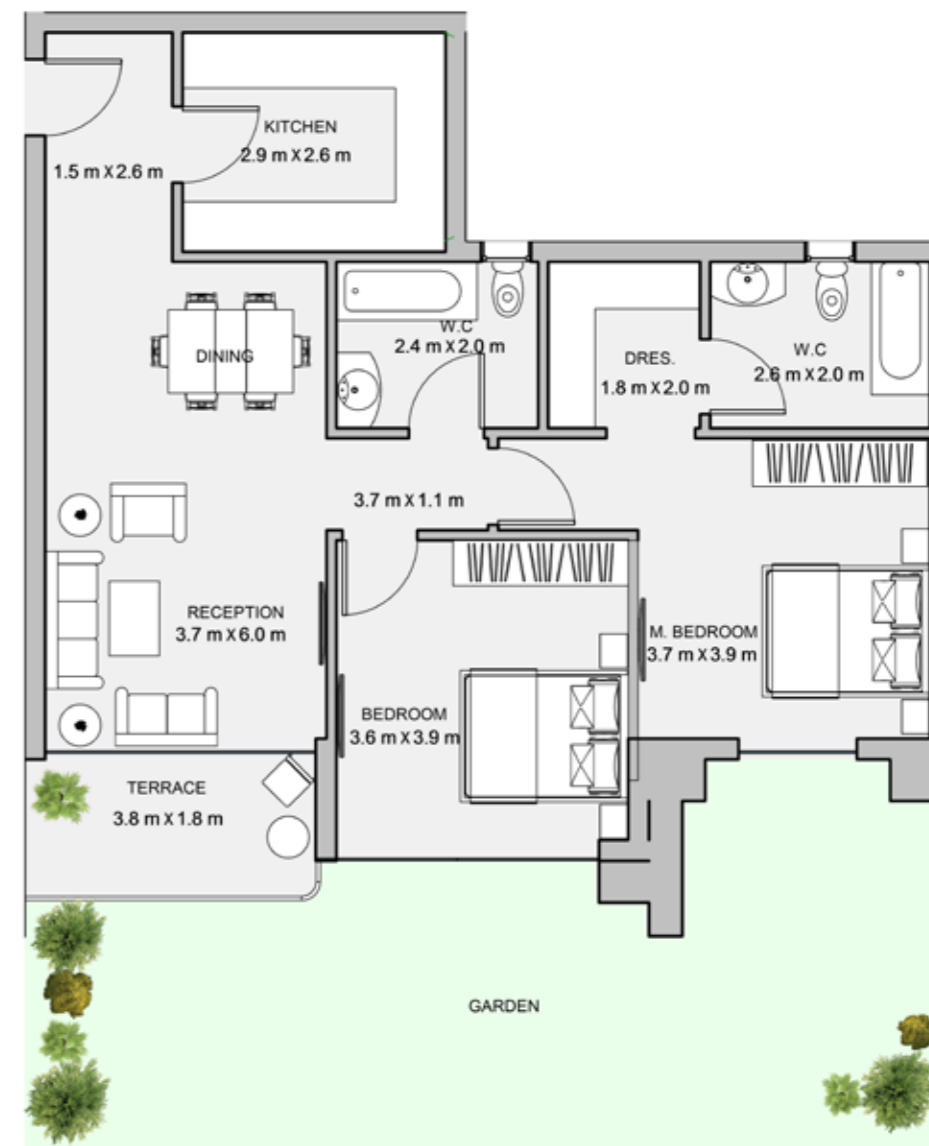 KITCHEN
2.9 m X 2.6 m
1.5 m X 2.6 m
DINING
W.C
2.4 m X 2.0 m
DRES.
1.8 m X 2.0 m
W.C
2.6 m X 2.0 m
3.7 m X 1.1 m
RECEPTION
3.7 m X 6.0 m
M. BEDROOM
3.7 m X 3.9 m
BEDROOM
3.6 m X 3.9 m
TERRACE
3.8 m X 1.8 m
GARDEN